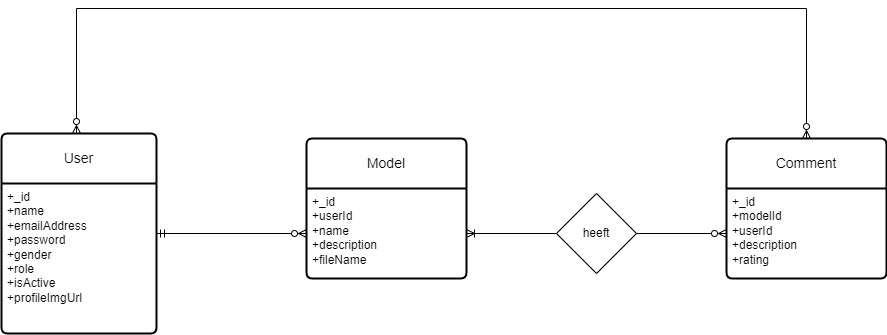 User
+_id
+name
+emailAddress
+password
+gender
+role
+isActive
+profileImgUrl
Model
+_id
+userId
+name
+description
+fileName
heeft
Comment
+_id
+modelId
+userId
+description
+rating